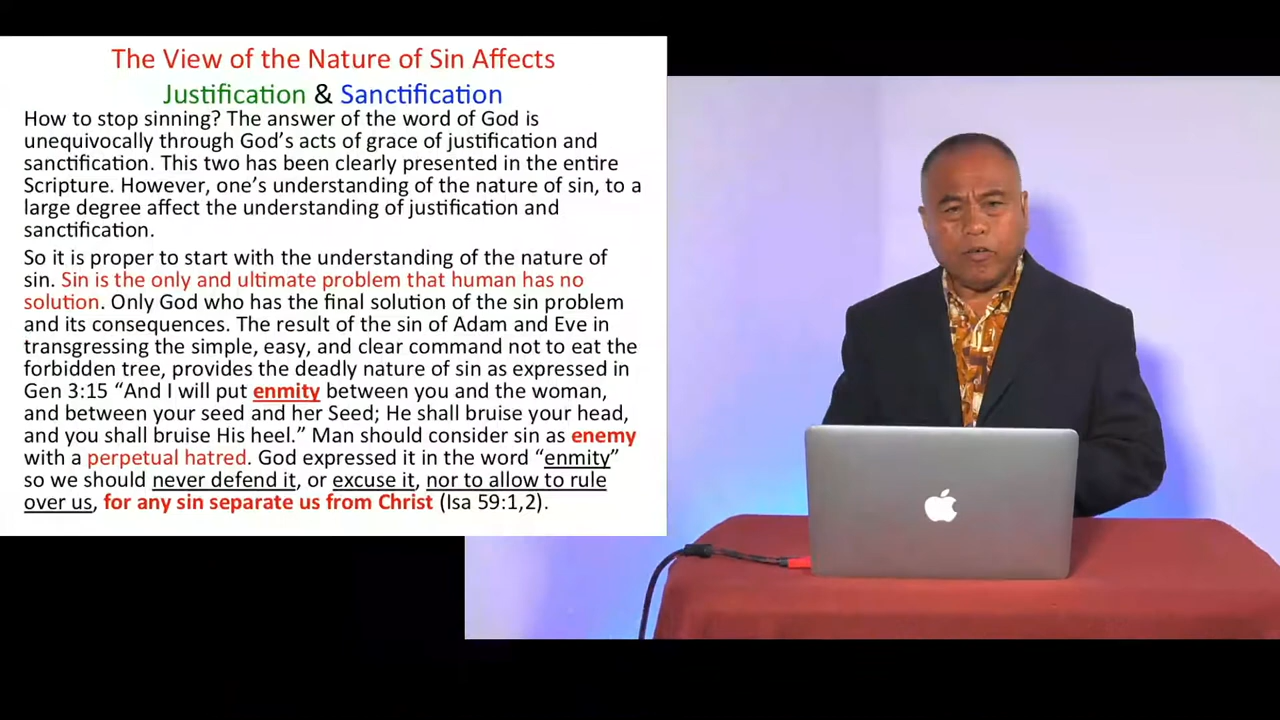 The View of the Nature of Sin Affects
Justification & Sanctification
How to stop sinning? The answer of the word of God is
unequivocally through God's acts of grace of justification and
sanctification. This two has been clearly presented in the entire
Scripture. However, one's understanding of the nature of sin, to a
large degree affect the understanding of justification and
sanctification.
So it is proper to start with the understanding of the nature of
sin. Sin is the only and ultimate problem that human has no
solution. Only God who has the final solution of the sin problem
and its consequences. The result of the sin of Adam and Eve in
transgressing the simple, easy, and clear command not to eat the
forbidden tree, provides the deadly nature of sin as expressed in
Gen 3:15 “And I will put enmity between you and the woman,
and between your seed and her Seed; He shall bruise your head,
and you shall bruise His heel.” Man should consider sin as enemy
with a perpetual hatred. God expressed it in the word “enmity”
so we should never defend it, or excuse it, nor to allow to rule
over us, for any sin separate us from Christ (Isa 59:1,2).